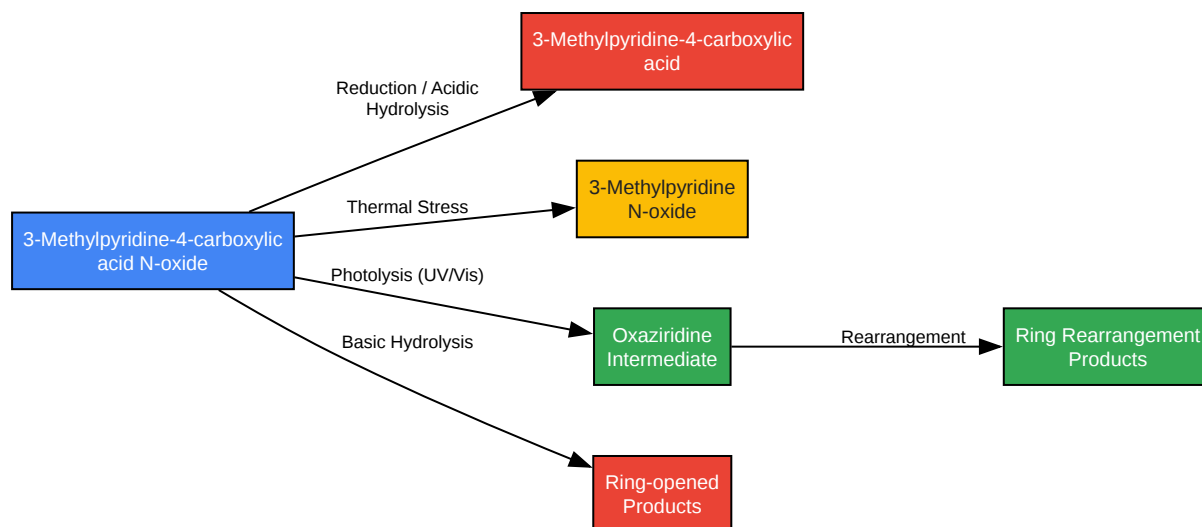 3-Methylpyridine-4-carboxylic
acid
Reduction / Acidic
Hydrolysis
3-Methylpyridine
N-oxide
Thermal Stress
3-Methylpyridine-4-carboxylic
acid N-oxide
Photolysis (UV/Vis)
Oxaziridine
Intermediate
Rearrangement
Ring Rearrangement
Products
Basic Hydrolysis
Ring-opened
Products